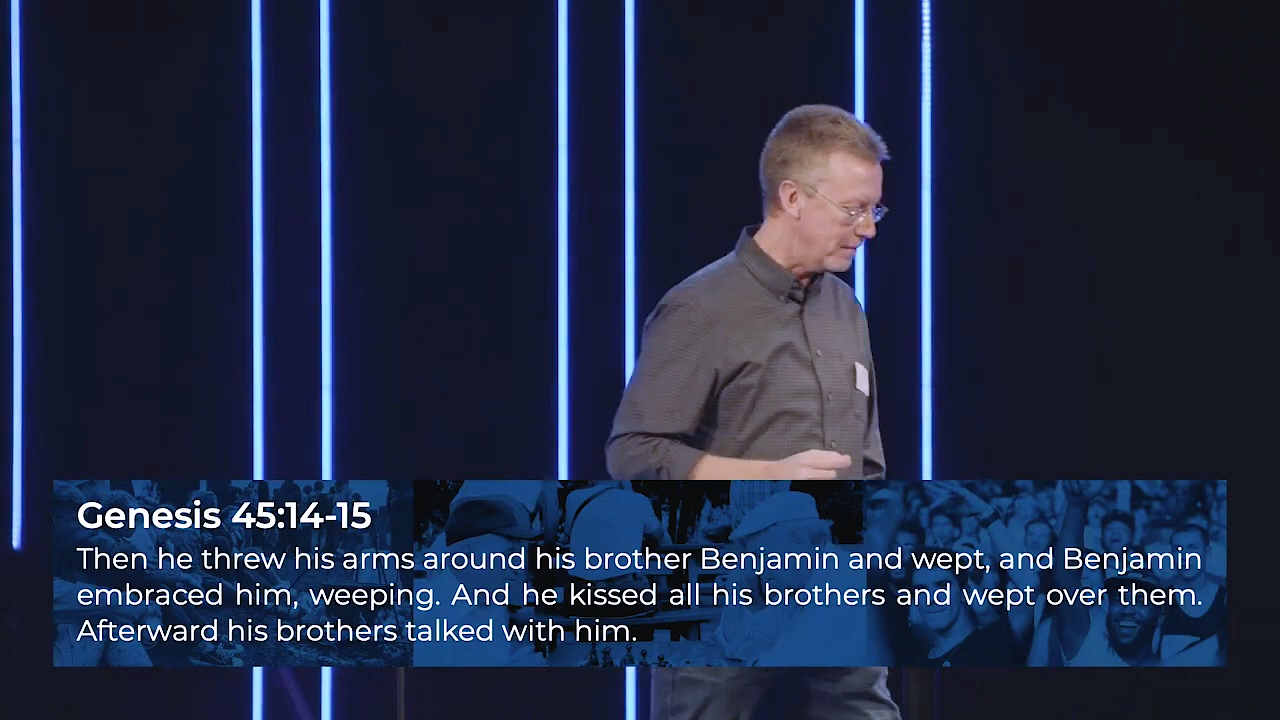 Genesis 45:14-15
Then he threw his arms around his brother Benjamin and wept, and Benjamin
embraced him, weeping. And he kissed all his brothers and wept over them.
Afterward his brothers talked with him.